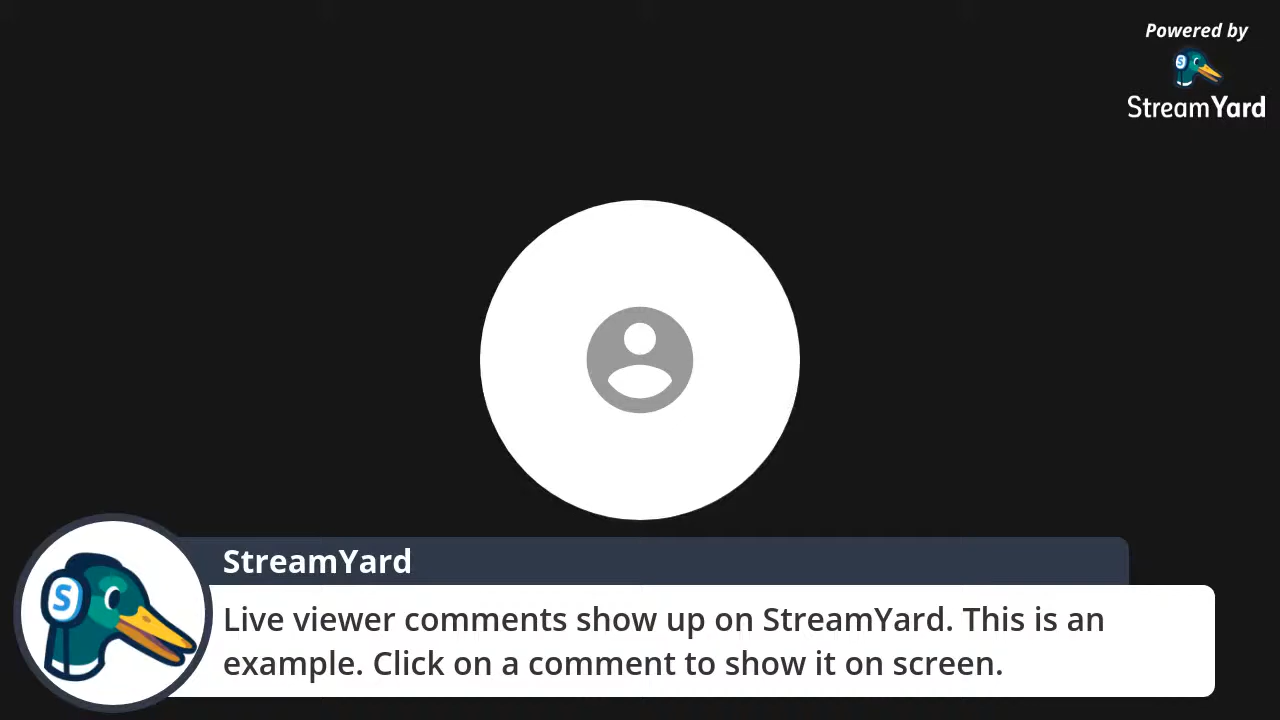 Powered by
StreamYard
StreamYard
Live viewer comments show up on StreamYard. This is an
example. Click on a comment to show it on screen.